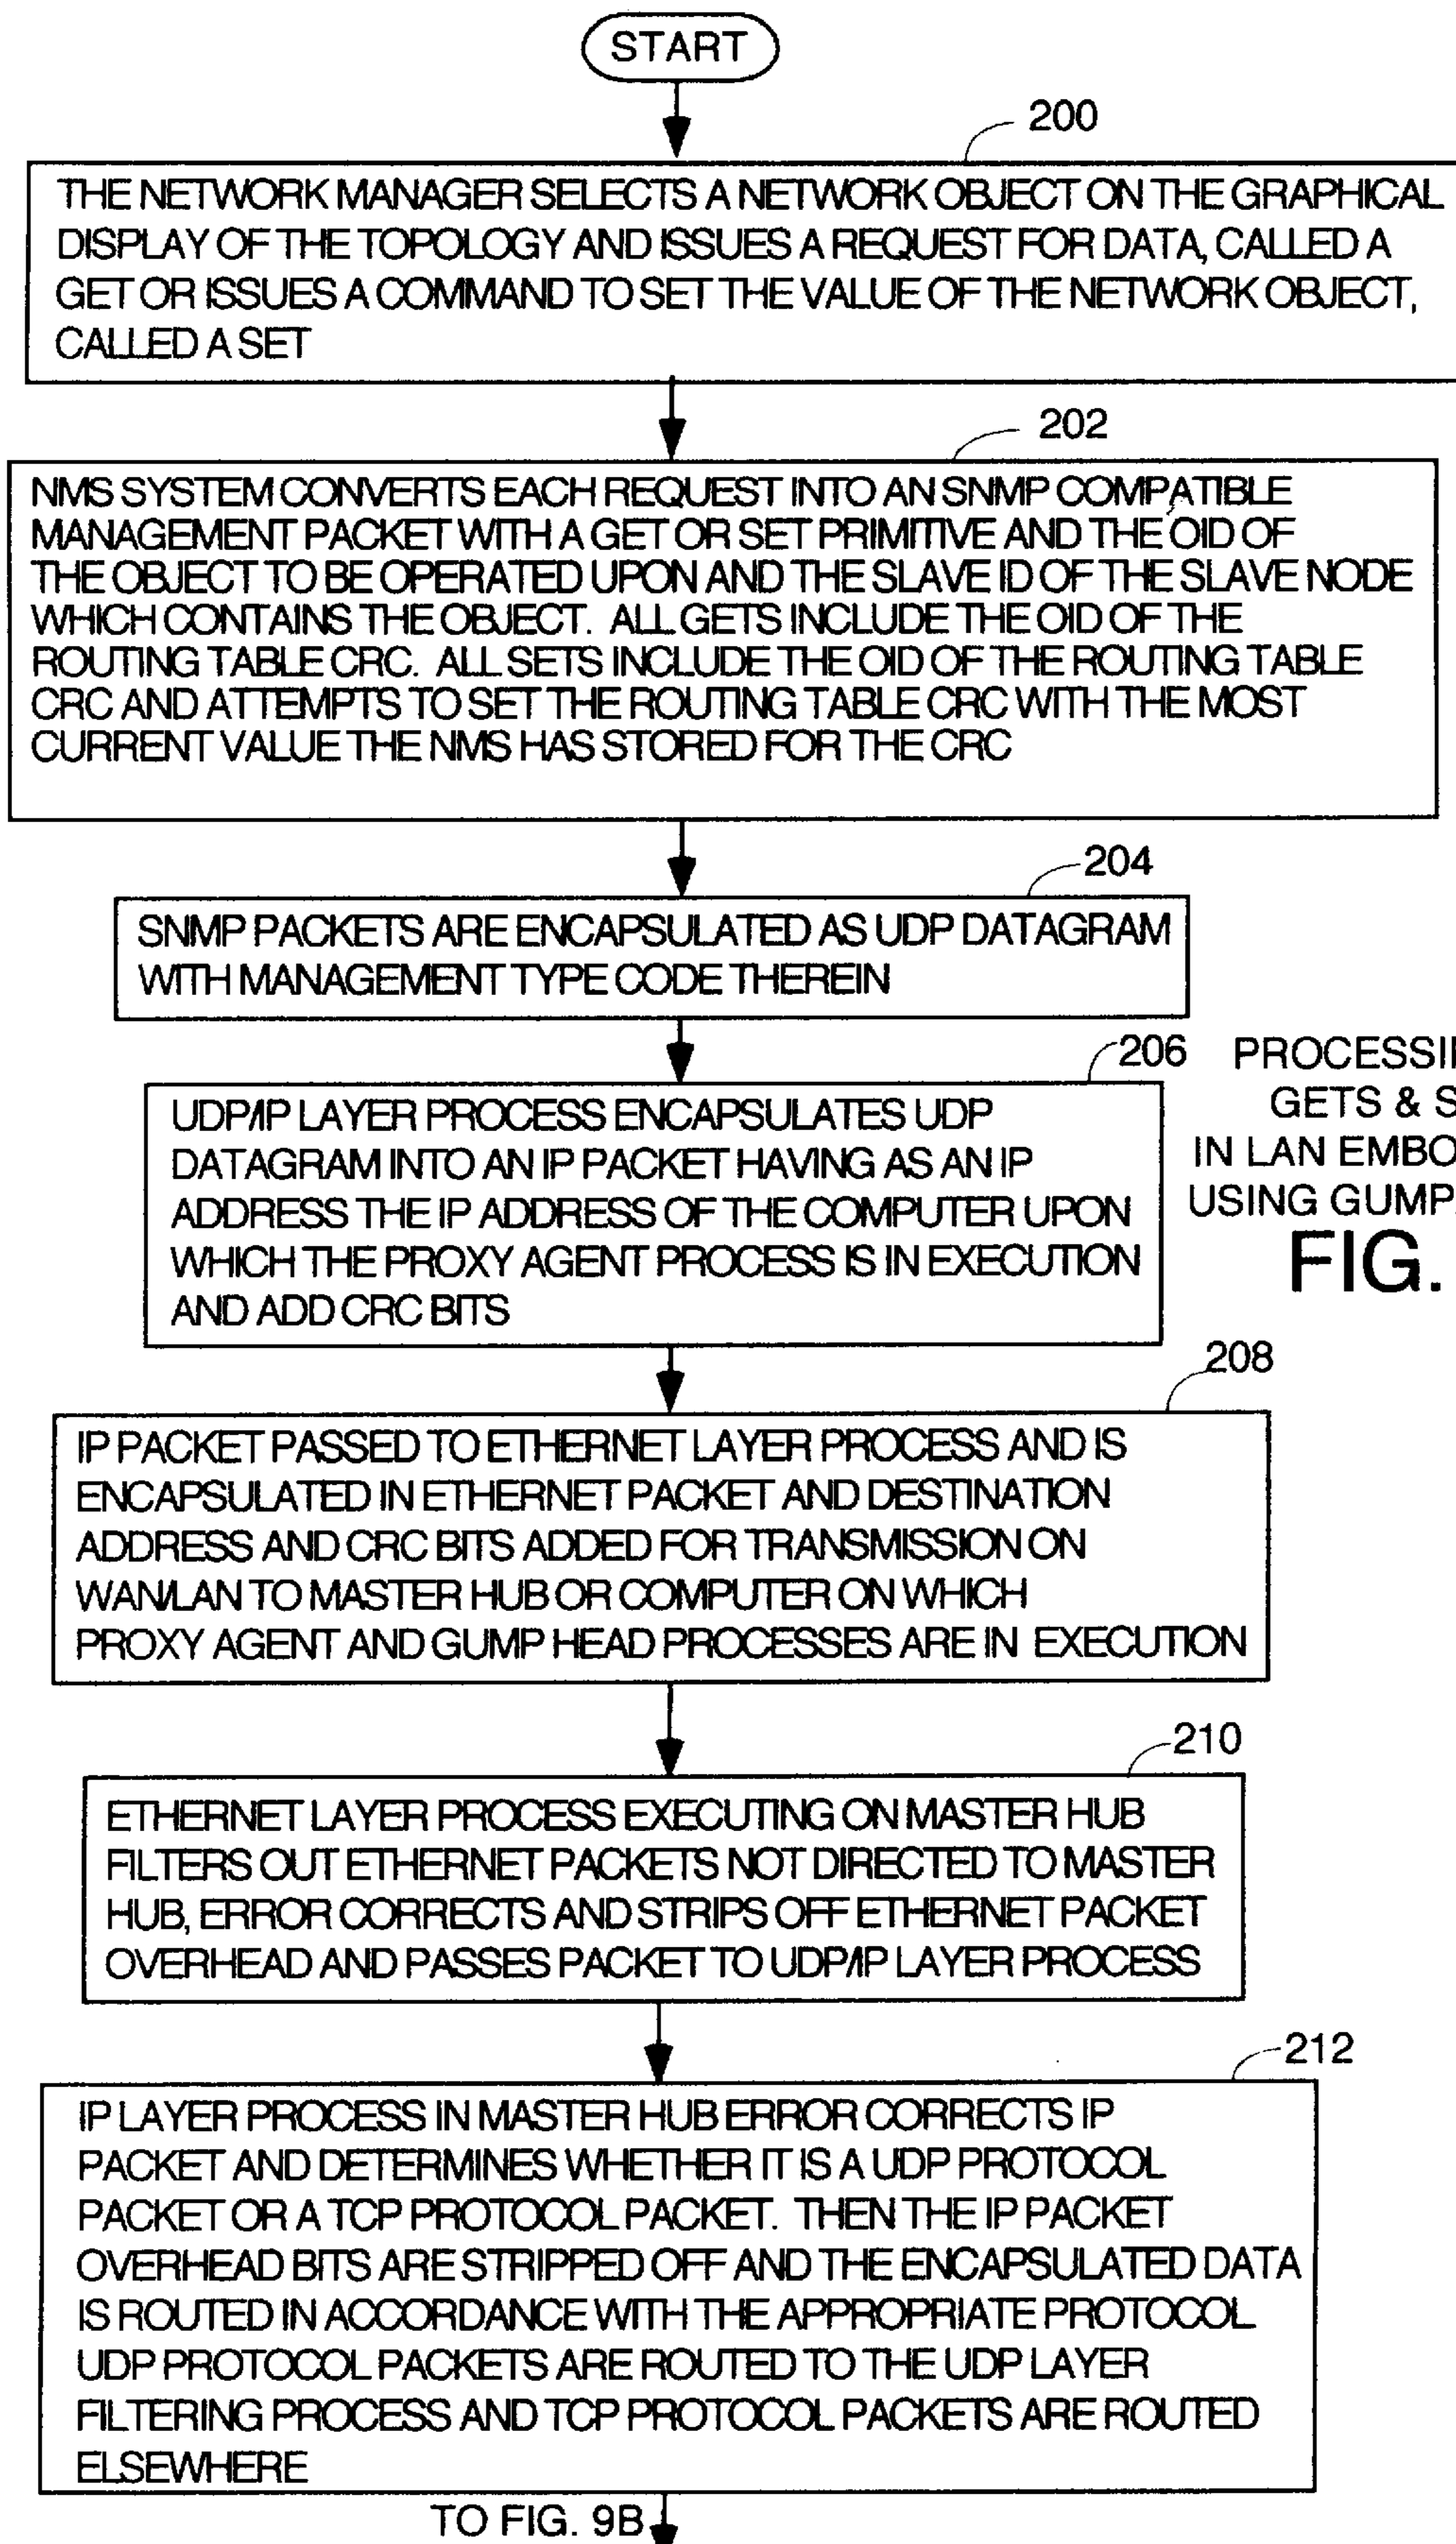 START
200
THE NETWORK MANAGER SELECTS A NETWORK OBJECT ON THE GRAPHICAL
DISPLAY OF THE TOPOLOGY AND ISSUES A REQUEST FOR DATA, CALLED A
GET OR ISSUES A COMMAND TO SET THE VALUE OF THE NETWORK OBJECT,
CALLED A SET
202
NMS SYSTEM CONVERTS EACH REQUEST INTO AN SNMP COMPATIBLE
MANAGEMENT PACKET WITH A GET OR SET PRIMITIVE AND THE OID OF
THE OBJECT TO BE OPERATED UPON AND THE SLAVE ID OF THE SLAVE NODE
WHICH CONTAINS THE OBJECT. ALL GETS INCLUDE THE OID OF THE
ROUTING TABLE CRC. ALL SETS INCLUDE THE OID OF THE ROUTING TABLE
CRC AND ATTEMPTS TO SET THE ROUTING TABLE CRC WITH THE MOST
CURRENT VALUE THE NMS HAS STORED FOR THE CRC
204
SNMP PACKETS ARE ENCAPSULATED AS UDP DATAGRAM
WITH MANAGEMENT TYPE CODE THEREIN
206
UDP/IP LAYER PROCESS ENCAPSULATES UDP
DATAGRAM INTO AN IP PACKET HAVING AS AN IP
ADDRESS THE IP ADDRESS OF THE COMPUTER UPON
WHICH THE PROXY AGENT PROCESS IS IN EXECUTION
AND ADD CRC BITS
GETS & S
IN LAN EMBO
USING GUMP
FIG.
208
IP PACKET PASSED TO ETHERNET LAYER PROCESS AND IS
ENCAPSULATED IN ETHERNET PACKET AND DESTINATION
ADDRESS AND CRC BITS ADDED FOR TRANSMISSION ON
WAN/LAN TO MASTER HUB OR COMPUTER ON WHICH
PROXY AGENT AND GUMP HEAD PROCESSES ARE IN EXECUTION
210
ETHERNET LAYER PROCESS EXECUTING ON MASTER HUB
FILTERS OUT ETHERNET PACKETS NOT DIRECTED TO MASTER
HUB, ERROR CORRECTS AND STRIPS OFF ETHERNET PACKET
OVERHEAD AND PASSES PACKET TO UDP/IP LAYER PROCESS
212
IP LAYER PROCESS IN MASTER HUB ERROR CORRECTS IP
PACKET AND DETERMINES WHETHER IT IS A UDP PROTOCOL
PACKET OR A TCP PROTOCOL PACKET. THEN THE IP PACKET
OVERHEAD BITS ARE STRIPPED OFF AND THE ENCAPSULATED DATA
IS ROUTED IN ACCORDANCE WITH THE APPROPRIATE PROTOCOL
UDP PROTOCOL PACKETS ARE ROUTED TO THE UDP LAYER
FILTERING PROCESS AND TCP PROTOCOL PACKETS ARE ROUTED
ELSEWHERE
TO FIG. 9B